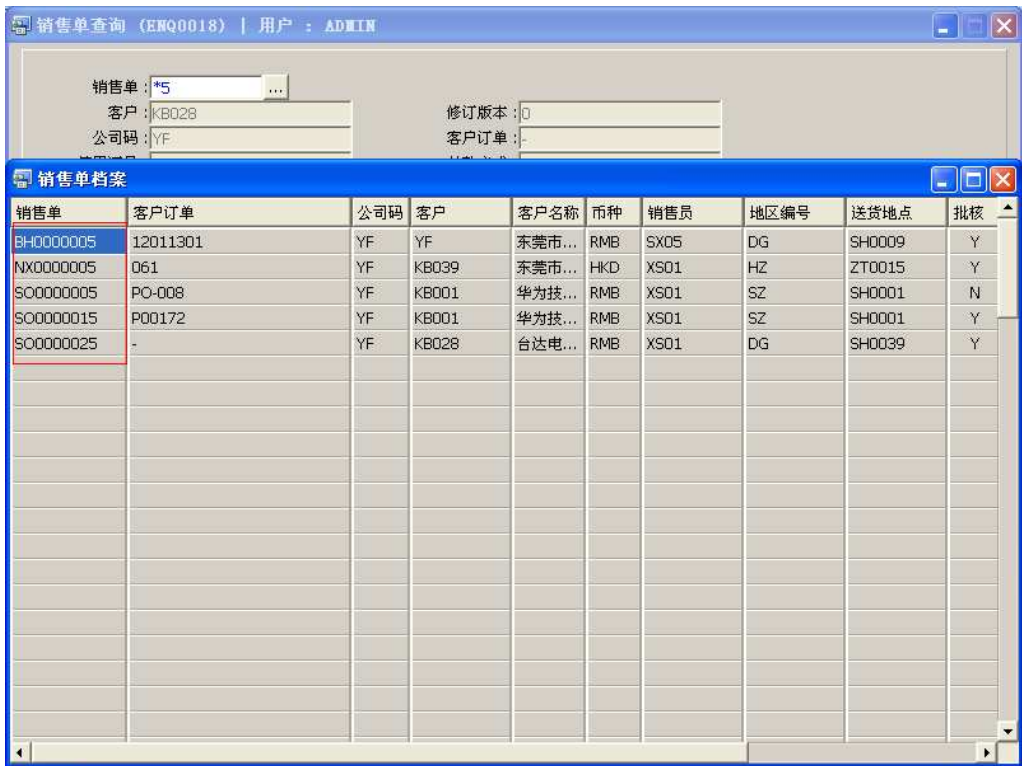 销售单查询 (ENQ0018) | 用户 : ADMIN
销售单 : *5 ...
客户 : KB028 修订版本 : 0
公司码 : YF 客户订单 : -
销售单档案
销售单 客户订单 公司码 客户 客户名称 币种 销售员 地区编号 送货地点 批核
BH0000005 12011301 YF YF 东莞市... RMB SX05 DG SH0009 Y
NX0000005 061 YF KB039 东莞市... HKD XS01 HZ ZT0015 Y
SO0000005 PO-008 YF KB001 华为技... RMB XS01 SZ SH0001 N
SO0000015 P00172 YF KB001 华为技... RMB XS01 SZ SH0001 Y
SO0000025 - YF KB028 台达电... RMB XS01 DG SH0039 Y